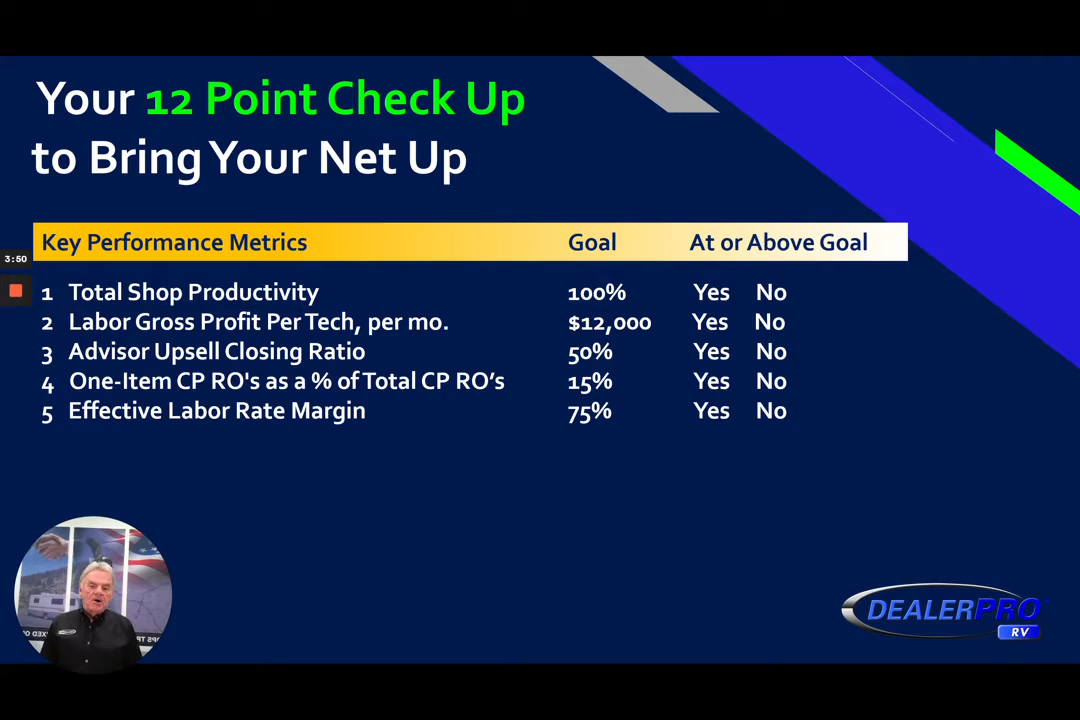 Your 12 Point Check Up
to Bring Your Net Up
Key Performance Metrics Goal At or Above Goal
3:50
1 Total Shop Productivity 100% Yes No
2 Labor Gross Profit Per Tech, per mo. $12,000 Yes No
3 Advisor Upsell Closing Ratio 50% Yes No
4 One-Item CP RO's as a % of Total CP RO’s 15% Yes No
5 Effective Labor Rate Margin 75% Yes No
DEALERPRO
RV